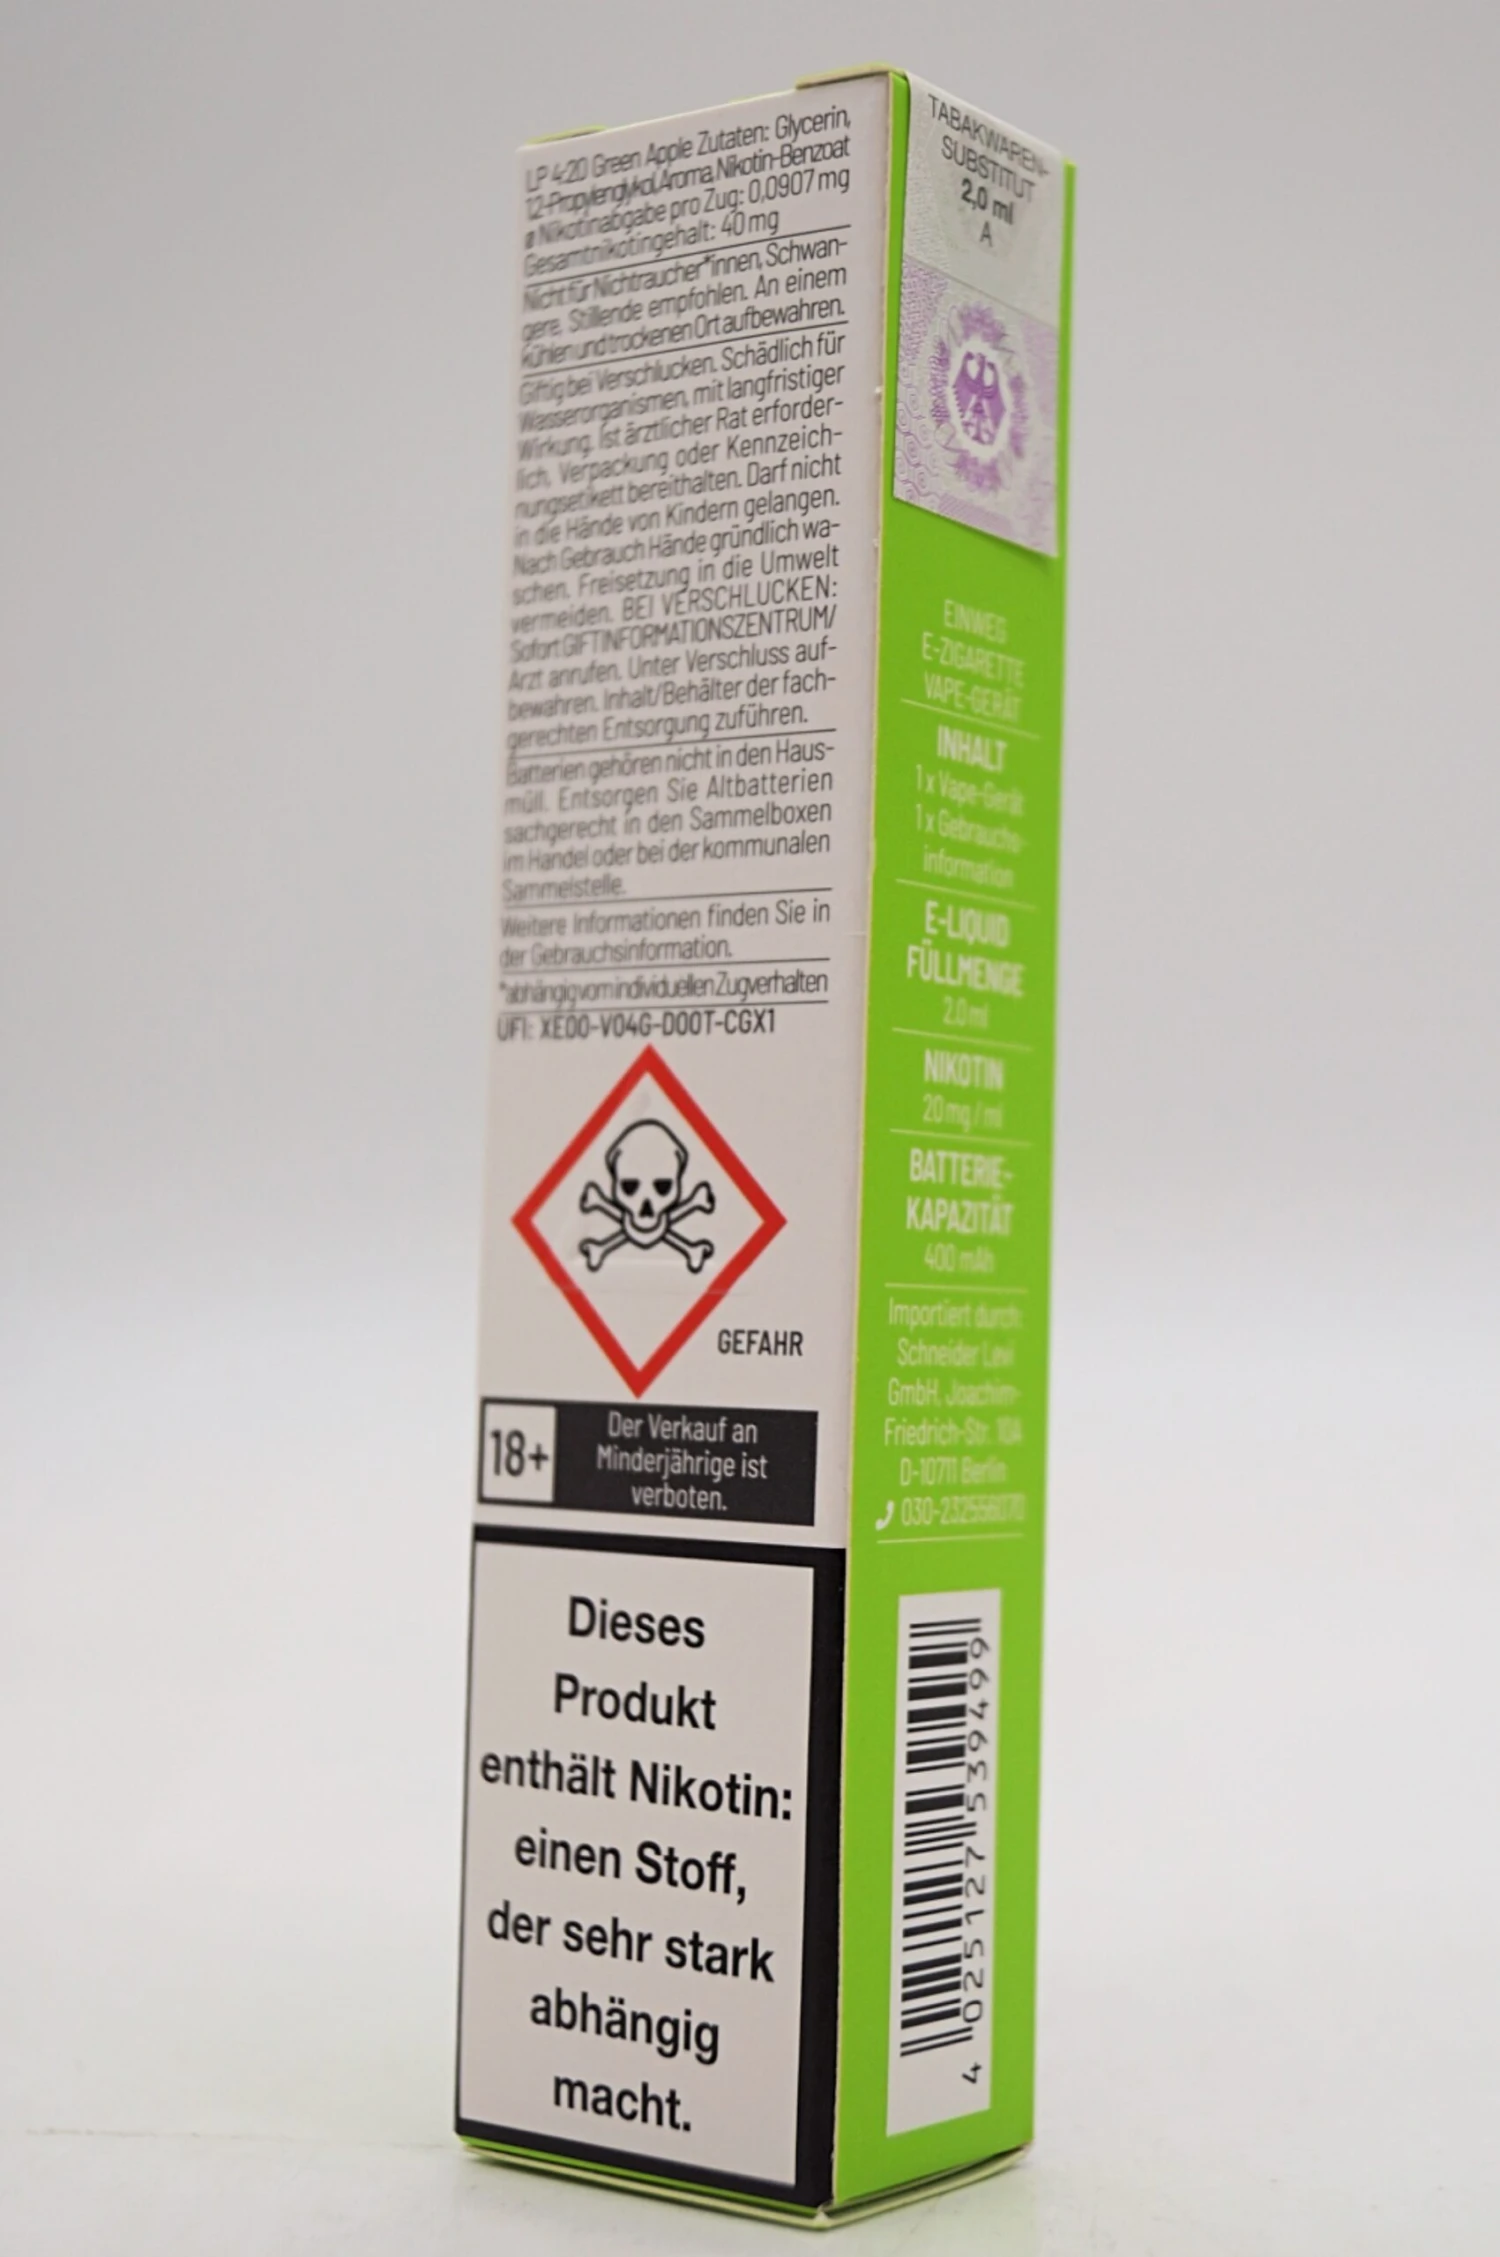 LP 4-20 Green Apple Zutaten: Glycerin,
1,2-Propylenglykol, Aroma, Nikotin-Benzoat
ø Nikotinabgabe pro Zug: 0,0907 mg
Gesamtnikotingehalt: 40 mg
Nicht für Nichtraucher*innen, Schwan-
gere, Stillende empfohlen. An einem
kühlen und trockenen Ort aufbewahren.
Giftig bei Verschlucken. Schädlich für
Wasserorganismen, mit langfristiger
Wirkung. Ist ärztlicher Rat erforder-
lich, Verpackung oder Kennzeich-
nungsetikett bereithalten. Darf nicht
in die Hände von Kindern gelangen.
Nach Gebrauch Hände gründlich wa-
schen. Freisetzung in die Umwelt
vermeiden. BEI VERSCHLUCKEN:
Sofort GIFTINFORMATIONSZENTRUM/
Arzt anrufen. Unter Verschluss auf-
bewahren. Inhalt/Behälter der fach-
gerechten Entsorgung zuführen.
Batterien gehören nicht in den Haus-
müll. Entsorgen Sie Altbatterien
sachgerecht in den Sammelboxen
im Handel oder bei der kommunalen
Sammelstelle.
Weitere Informationen finden Sie in
der Gebrauchsinformation.
*abhängig vom individuellen Zugverhalten
UFI: XE00-V04G-D00T-CGX1
GEFAHR
18+
Der Verkauf an
Minderjährige ist
verboten.
Dieses
Produkt
enthält Nikotin:
einen Stoff,
der sehr stark
abhängig
macht.
TABAKWAREN-
SUBSTITUT
2,0 ml
A
EINWEG
E-ZIGARETTE
VAPE-GERÄT
INHALT
1 x Vape-Gerät
1 x Gebrauchs-
information
E-LIQUID
FÜLLMENGE
2.0 ml
NIKOTIN
20 mg / ml
BATTERIE-
KAPAZITÄT
400 mAh
Importiert durch:
Schneider Levi
GmbH, Joachim-
Friedrich-Str. 10A
D-10711 Berlin
030-232556070
4 025127 539499